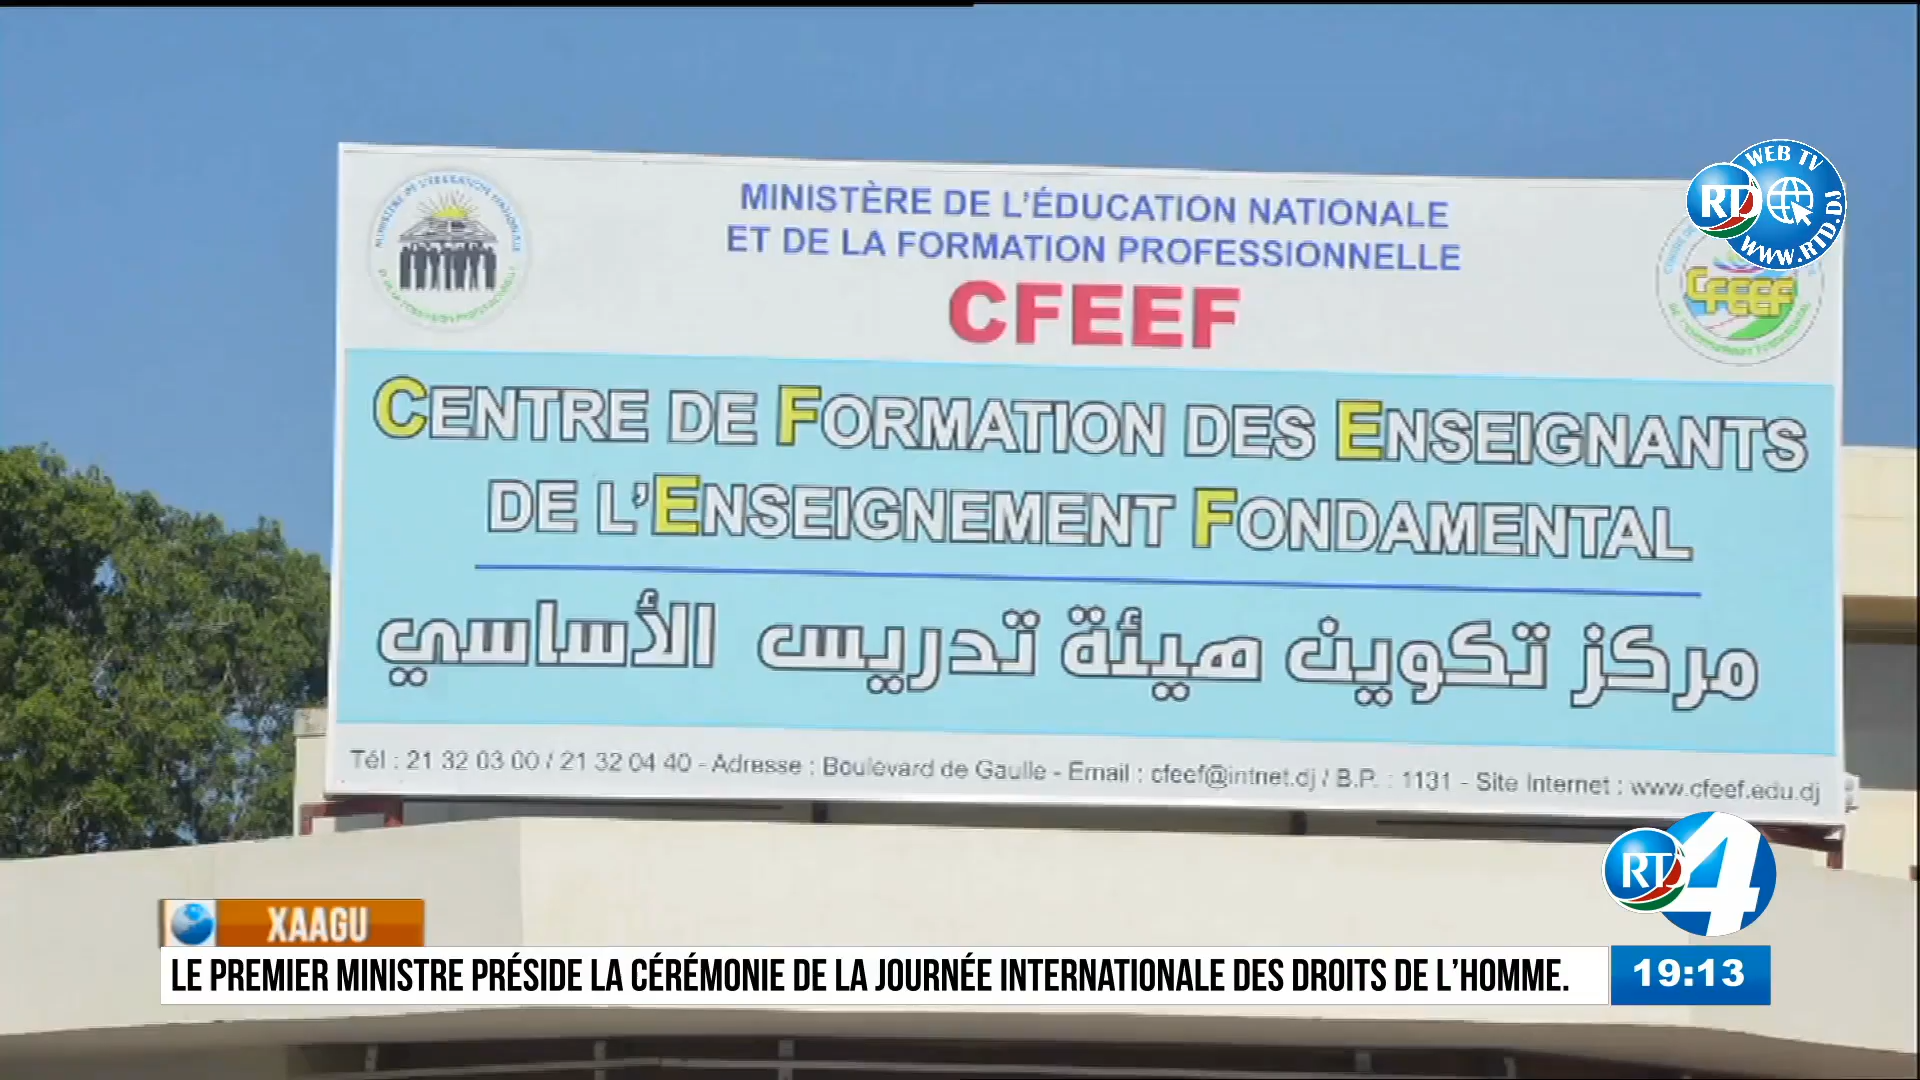 WEB TV
RTD
WWW.RTD.DJ
MINISTÈRE DE L'ÉDUCATION NATIONALE
ET DE LA FORMATION PROFESSIONNELLE
CFEEF
CFEEF
CENTRE DE FORMATION DES ENSEIGNANTS
DE L'ENSEIGNEMENT FONDAMENTAL
مركز تكوين هيئة تدريس الأساسي
Tél : 21 32 03 00 / 21 32 04 40 - Adresse : Boulevard de Gaulle - Email : cfeef@intnet.dj / B.P. : 1131 - Site Internet : www.cfeef.edu.dj
RTD 4
XAAGU
LE PREMIER MINISTRE PRÉSIDE LA CÉRÉMONIE DE LA JOURNÉE INTERNATIONALE DES DROITS DE L'HOMME.
19:13